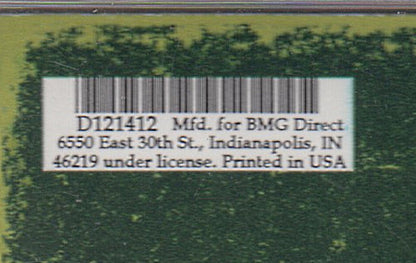 D121412 Mfd. for BMG Direct
6550 East 30th St., Indianapolis, IN
46219 under license. Printed in USA